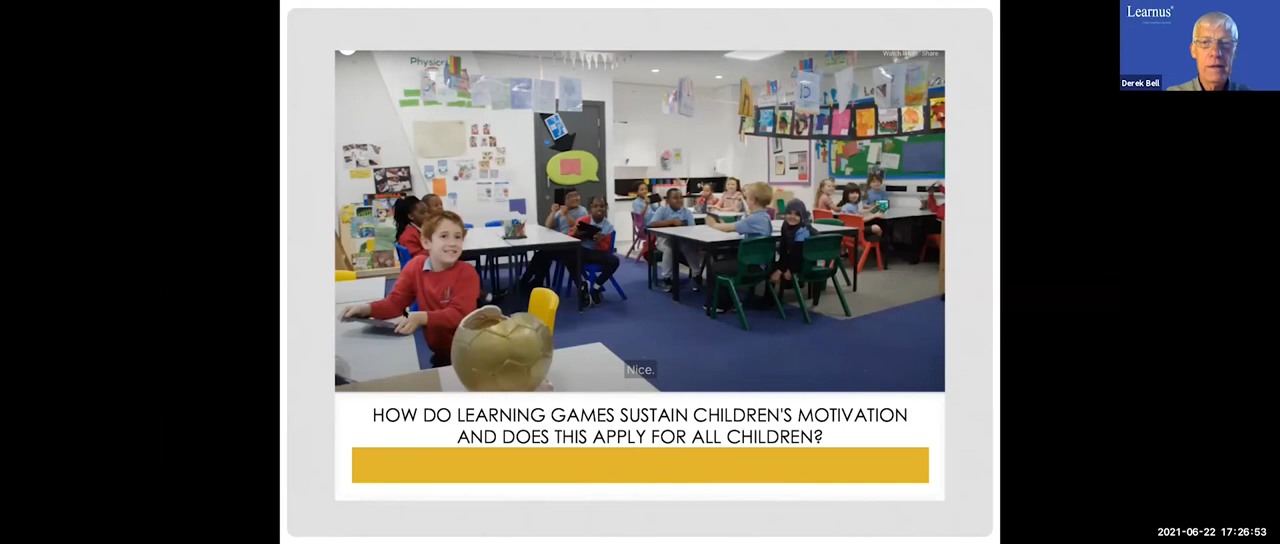 Physics
Share
Learnus
Derek Bell
Nice.
HOW DO LEARNING GAMES SUSTAIN CHILDREN'S MOTIVATION
AND DOES THIS APPLY FOR ALL CHILDREN?
2021-06-22 17:26:53